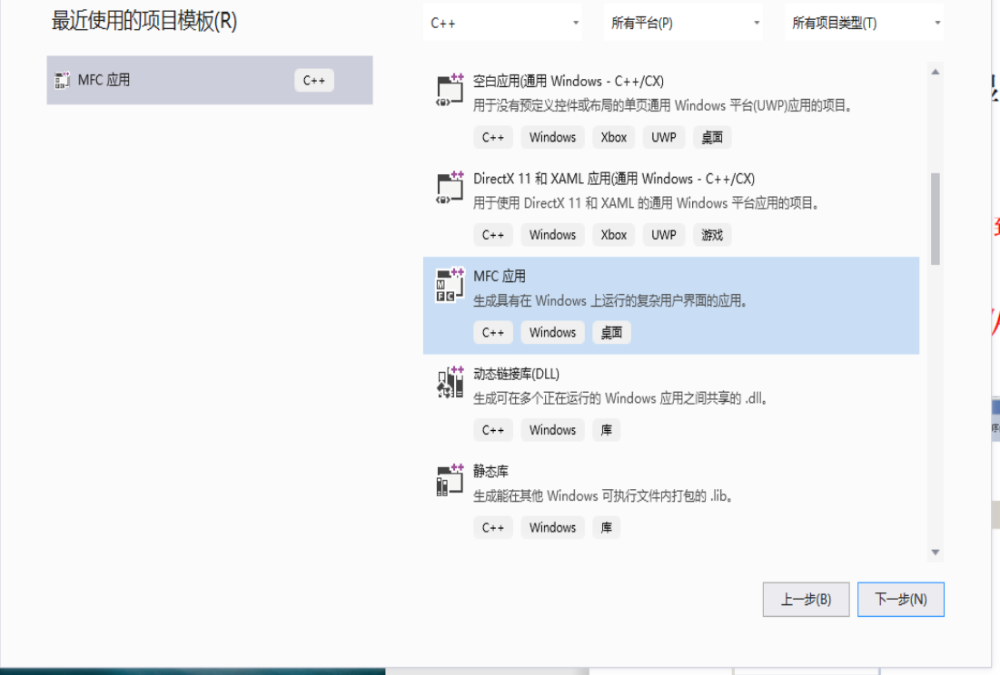 最近使用的项目模板(R)
MFC 应用 C++
C++ 所有平台(P) 所有项目类型(T)
空白应用(通用 Windows - C++/CX)
用于没有预定义控件或布局的单页通用 Windows 平台(UWP)应用的项目。
C++ Windows Xbox UWP 桌面
DirectX 11 和 XAML 应用(通用 Windows - C++/CX)
用于使用 DirectX 11 和 XAML 的通用 Windows 平台应用的项目。
C++ Windows Xbox UWP 游戏
MFC 应用
生成具有在 Windows 上运行的复杂用户界面的应用。
C++ Windows 桌面
动态链接库(DLL)
生成可在多个正在运行的 Windows 应用之间共享的 .dll。
C++ Windows 库
静态库
生成能在其他 Windows 可执行文件内打包的 .lib。
C++ Windows 库
上一步(B) 下一步(N)